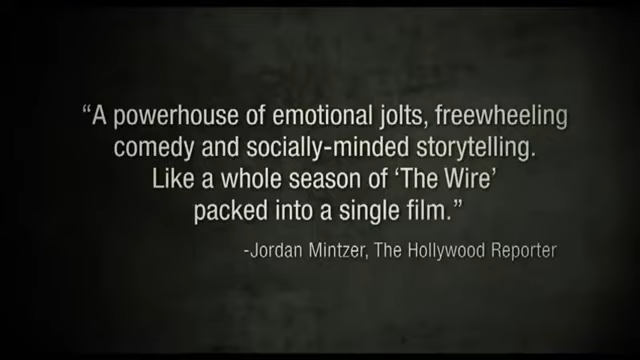 “A powerhouse of emotional jolts, freewheeling
comedy and socially-minded storytelling.
Like a whole season of ‘The Wire’
packed into a single film.”
-Jordan Mintzer, The Hollywood Reporter